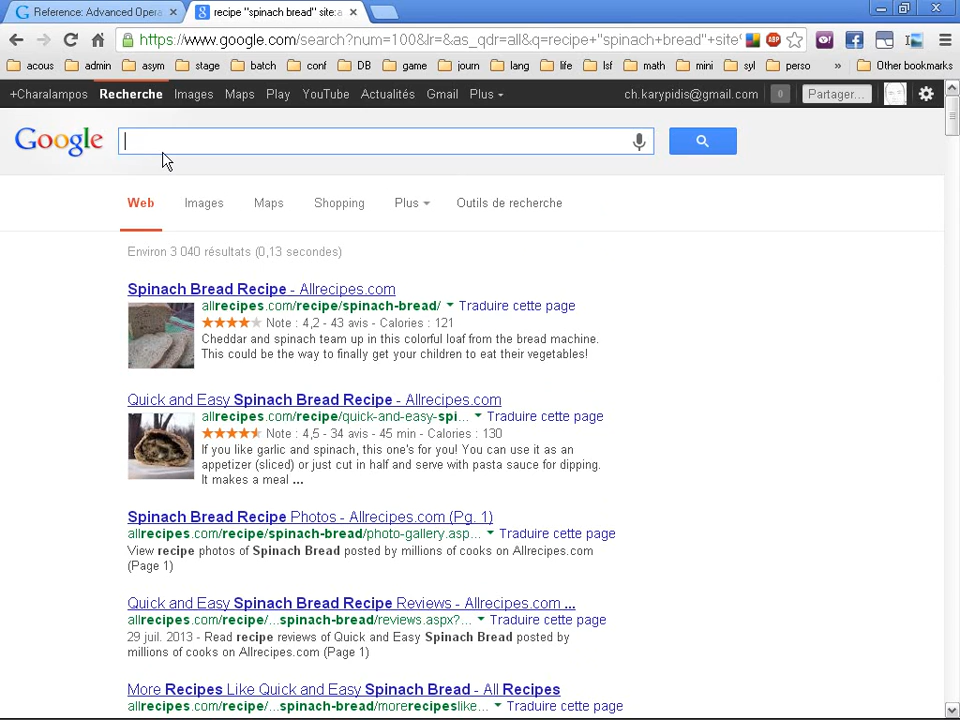 Reference: Advanced Opera
recipe "spinach bread" site:a
https://www.google.com/search?num=100&lr=&as_qdr=all&q=recipe+"spinach+bread"+site
ABP
acous admin asym stage batch conf DB game journ lang life lsf math mini syl perso » Other bookmarks
+Charalampos Recherche Images Maps Play YouTube Actualités Gmail Plus ch.karypidis@gmail.com 0 Partager...
Google
Web Images Maps Shopping Plus Outils de recherche
Environ 3 040 résultats (0,13 secondes)
Spinach Bread Recipe - Allrecipes.com
allrecipes.com/recipe/spinach-bread/ Traduire cette page
Note : 4,2 - 43 avis - Calories : 121
Cheddar and spinach team up in this colorful loaf from the bread machine.
This could be the way to finally get your children to eat their vegetables!
Quick and Easy Spinach Bread Recipe - Allrecipes.com
allrecipes.com/recipe/quick-and-easy-spi... Traduire cette page
Note : 4,5 - 34 avis - 45 min - Calories : 130
If you like garlic and spinach, this one's for you! You can use it as an
appetizer (sliced) or just cut in half and serve with pasta sauce for dipping.
It makes a meal ...
Spinach Bread Recipe Photos - Allrecipes.com (Pg. 1)
allrecipes.com/recipe/spinach-bread/photo-gallery.asp... Traduire cette page
View recipe photos of Spinach Bread posted by millions of cooks on Allrecipes.com
(Page 1)
Quick and Easy Spinach Bread Recipe Reviews - Allrecipes.com ...
allrecipes.com/recipe/...spinach-bread/reviews.aspx?... Traduire cette page
29 juil. 2013 - Read recipe reviews of Quick and Easy Spinach Bread posted by
millions of cooks on Allrecipes.com (Page 1)
More Recipes Like Quick and Easy Spinach Bread - All Recipes
allrecipes.com/recipe/...spinach-bread/morerecipeslike... Traduire cette page